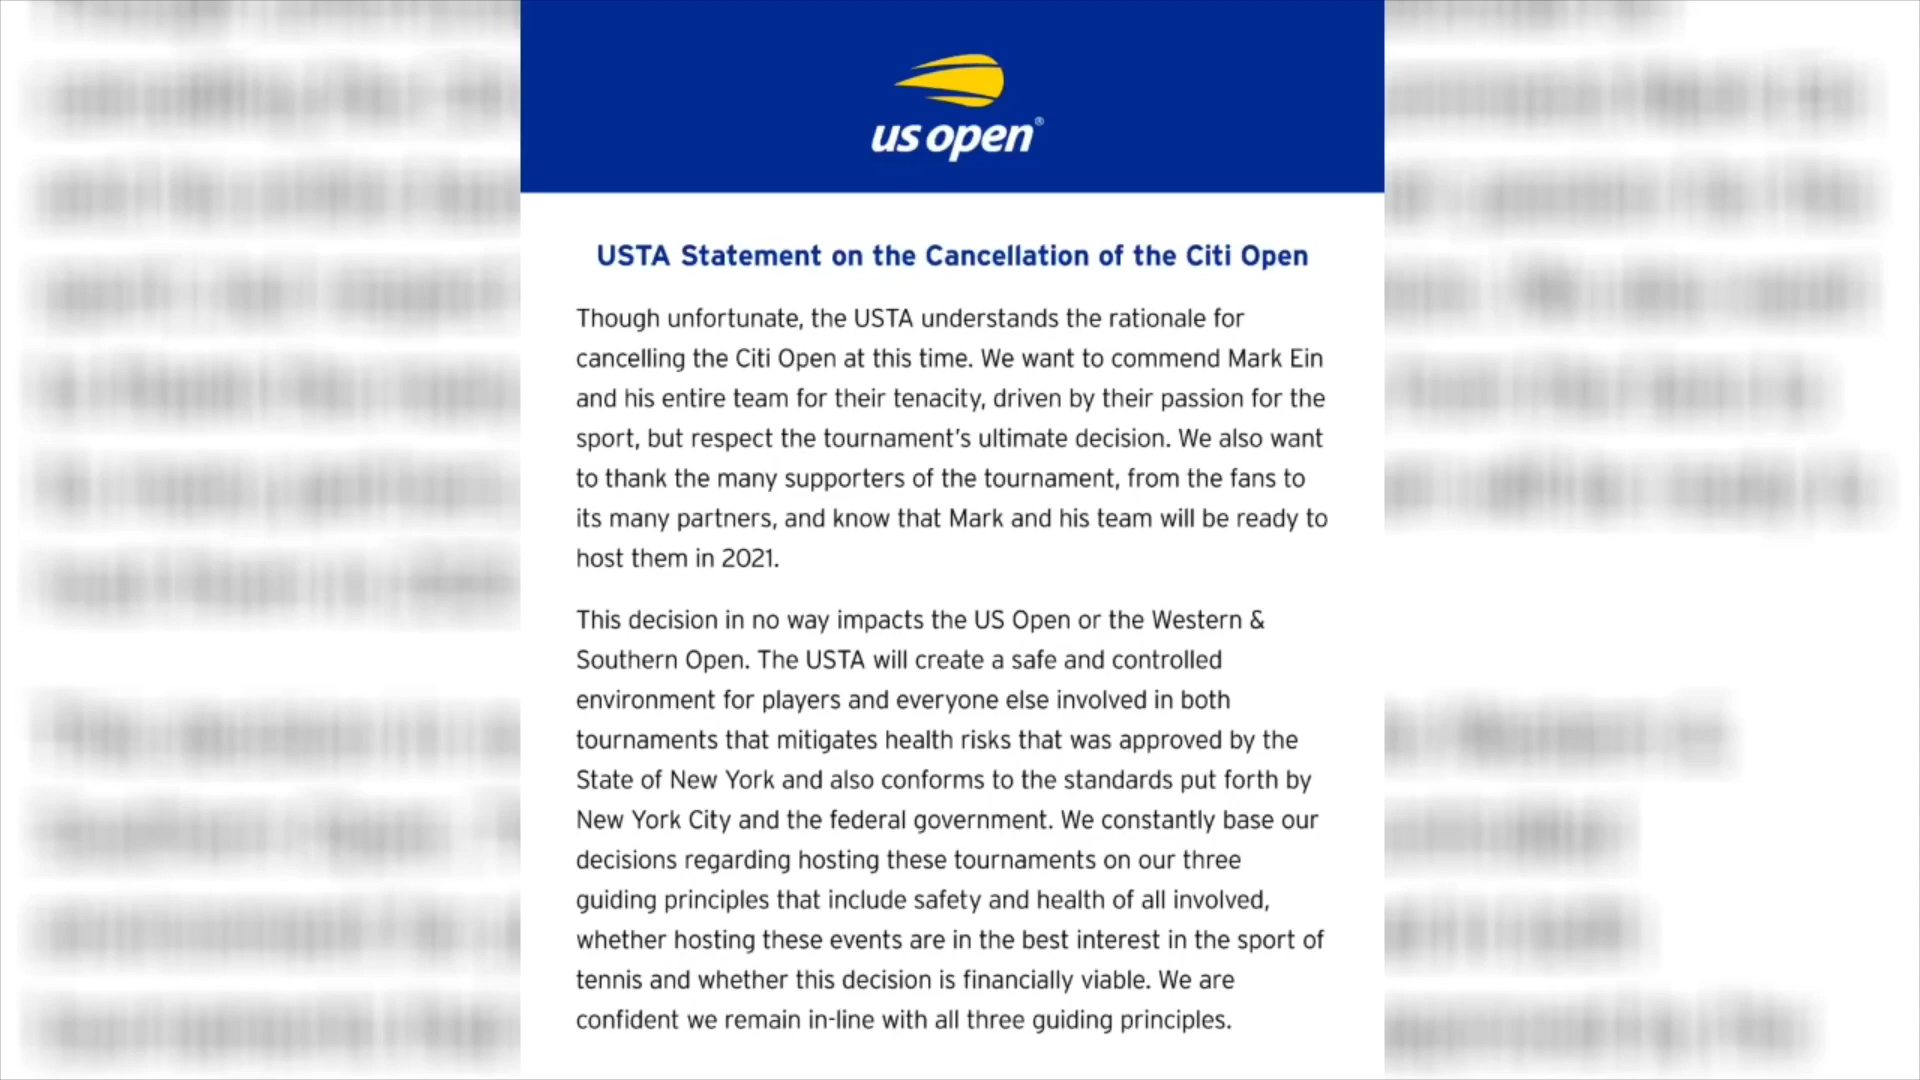 us open®
USTA Statement on the Cancellation of the Citi Open
Though unfortunate, the USTA understands the rationale for
cancelling the Citi Open at this time. We want to commend Mark Ein
and his entire team for their tenacity, driven by their passion for the
sport, but respect the tournament's ultimate decision. We also want
to thank the many supporters of the tournament, from the fans to
its many partners, and know that Mark and his team will be ready to
host them in 2021.
This decision in no way impacts the US Open or the Western &
Southern Open. The USTA will create a safe and controlled
environment for players and everyone else involved in both
tournaments that mitigates health risks that was approved by the
State of New York and also conforms to the standards put forth by
New York City and the federal government. We constantly base our
decisions regarding hosting these tournaments on our three
guiding principles that include safety and health of all involved,
whether hosting these events are in the best interest in the sport of
tennis and whether this decision is financially viable. We are
confident we remain in-line with all three guiding principles.